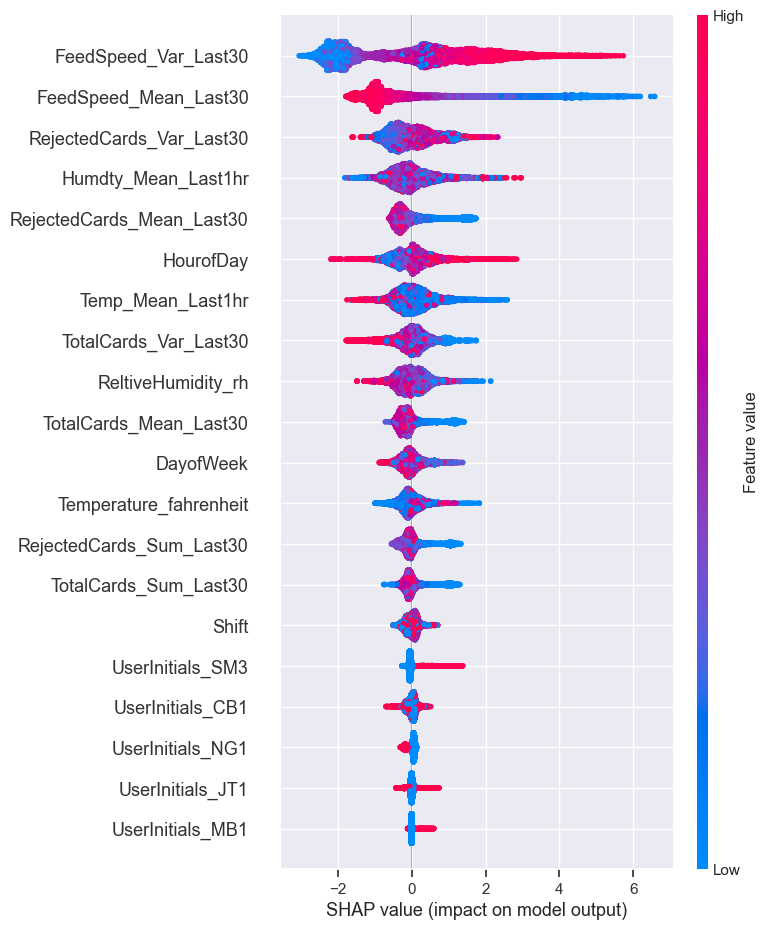 High
FeedSpeed_Var_Last30
FeedSpeed_Mean_Last30
RejectedCards_Var_Last30
Humdty_Mean_Last1hr
RejectedCards_Mean_Last30
HourofDay
Temp_Mean_Last1hr
TotalCards_Var_Last30
ReltiveHumidity_rh
TotalCards_Mean_Last30
DayofWeek
Temperature_fahrenheit
RejectedCards_Sum_Last30
TotalCards_Sum_Last30
Shift
UserInitials_SM3
UserInitials_CB1
UserInitials_NG1
UserInitials_JT1
UserInitials_MB1
Feature value
Low
−2 0 2 4 6
SHAP value (impact on model output)